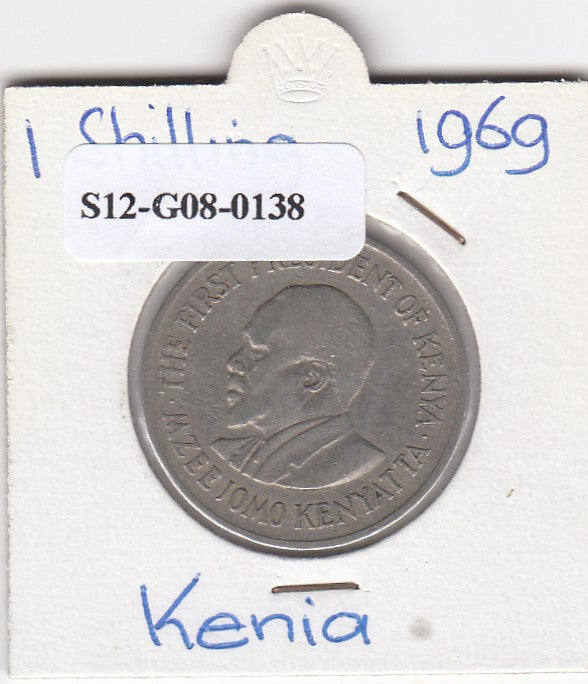 1 Shilling 1969
S12-G08-0138
· THE FIRST PRESIDENT OF KENYA ·
MZEE JOMO KENYATTA
Kenia